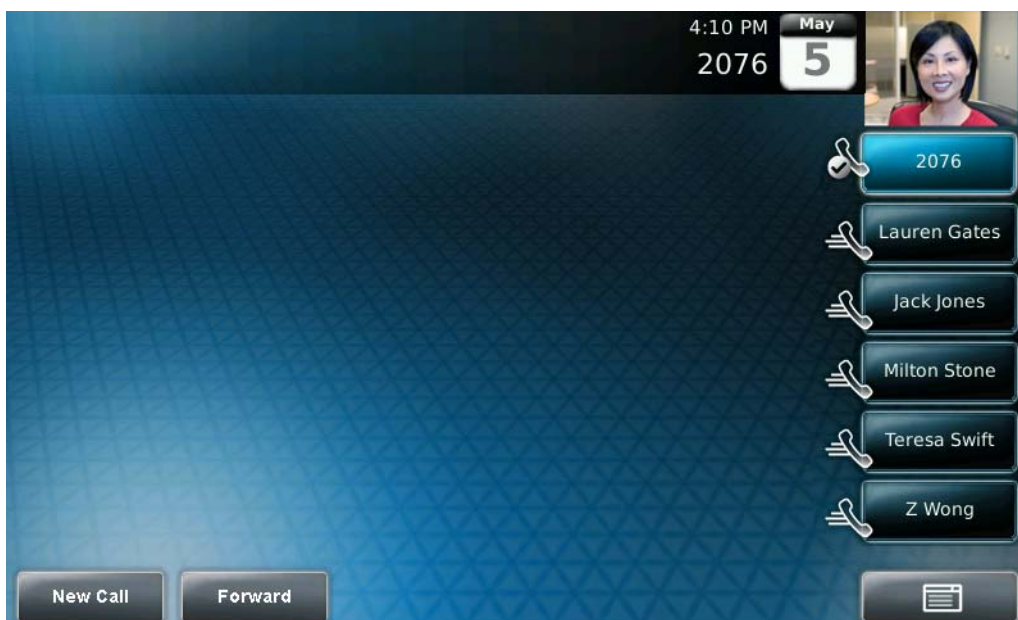 4:10 PM
May
2076
5
2076
Lauren Gates
Jack Jones
Milton Stone
Teresa Swift
Z Wong
New Call
Forward